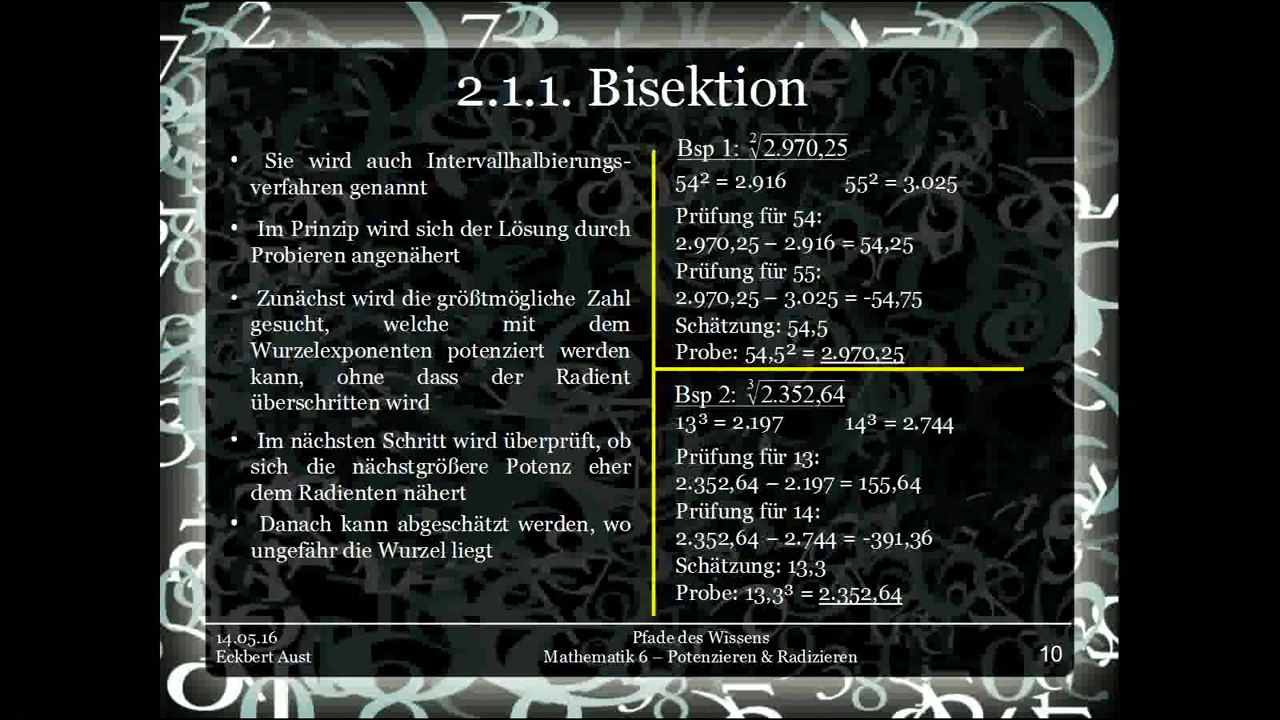 2.1.1. Bisektion
• Sie wird auch Intervallhalbierungs-
verfahren genannt
• Im Prinzip wird sich der Lösung durch
Probieren angenähert
• Zunächst wird die größtmögliche Zahl
gesucht, welche mit dem
Wurzelexponenten potenziert werden
kann, ohne dass der Radient
überschritten wird
• Im nächsten Schritt wird überprüft, ob
sich die nächstgrößere Potenz eher
dem Radienten nähert
• Danach kann abgeschätzt werden, wo
ungefähr die Wurzel liegt
Bsp 1: ²√2.970,25
54² = 2.916 55² = 3.025
Prüfung für 54:
2.970,25 – 2.916 = 54,25
Prüfung für 55:
2.970,25 – 3.025 = -54,75
Schätzung: 54,5
Probe: 54,5² = 2.970,25
Bsp 2: ³√2.352,64
13³ = 2.197 14³ = 2.744
Prüfung für 13:
2.352,64 – 2.197 = 155,64
Prüfung für 14:
2.352,64 – 2.744 = -391,36
Schätzung: 13,3
Probe: 13,3³ = 2.352,64
14.05.16
Eckbert Aust
Pfade des Wissens
Mathematik 6 – Potenzieren & Radizieren
10